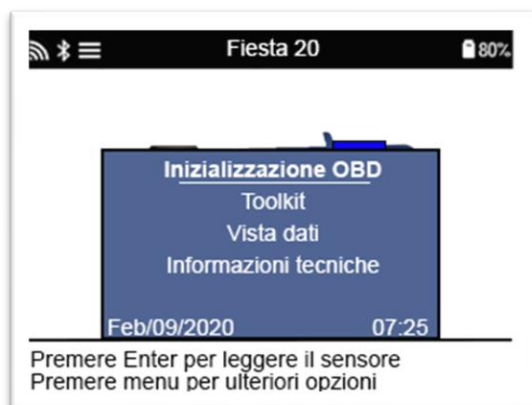 Fiesta 20 80%
Inizializzazione OBD
Toolkit
Vista dati
Informazioni tecniche
Feb/09/2020 07:25
Premere Enter per leggere il sensore
Premere menu per ulteriori opzioni